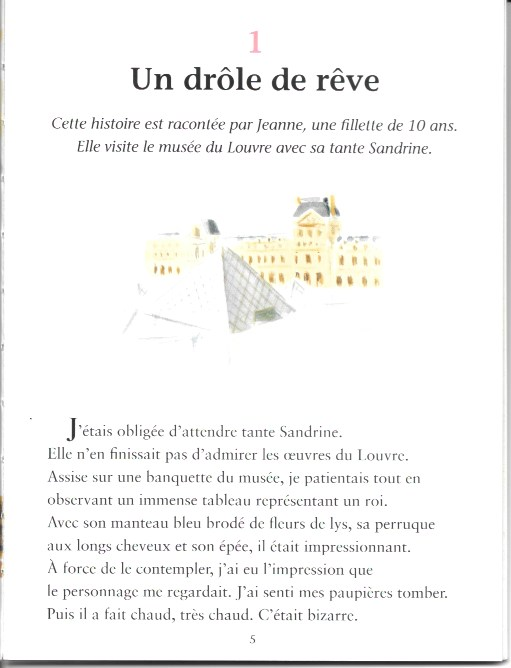 1
Un drôle de rêve
Cette histoire est racontée par Jeanne, une fillette de 10 ans.
Elle visite le musée du Louvre avec sa tante Sandrine.
J'étais obligée d'attendre tante Sandrine.
Elle n'en finissait pas d'admirer les œuvres du Louvre.
Assise sur une banquette du musée, je patientais tout en
observant un immense tableau représentant un roi.
Avec son manteau bleu brodé de fleurs de lys, sa perruque
aux longs cheveux et son épée, il était impressionnant.
À force de le contempler, j'ai eu l'impression que
le personnage me regardait. J'ai senti mes paupières tomber.
Puis il a fait chaud, très chaud. C'était bizarre.
5